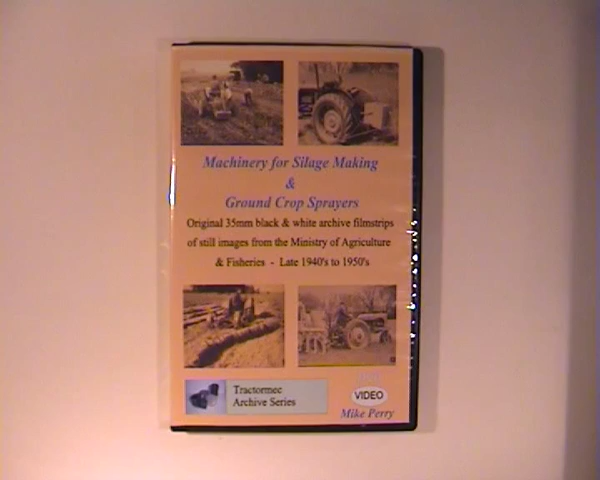 Machinery for Silage Making
&
Ground Crop Sprayers
Original 35mm black & white archive filmstrips
of still images from the Ministry of Agriculture
& Fisheries - Late 1940's to 1950's
Tractormec
Archive Series
VIDEO
Mike Perry